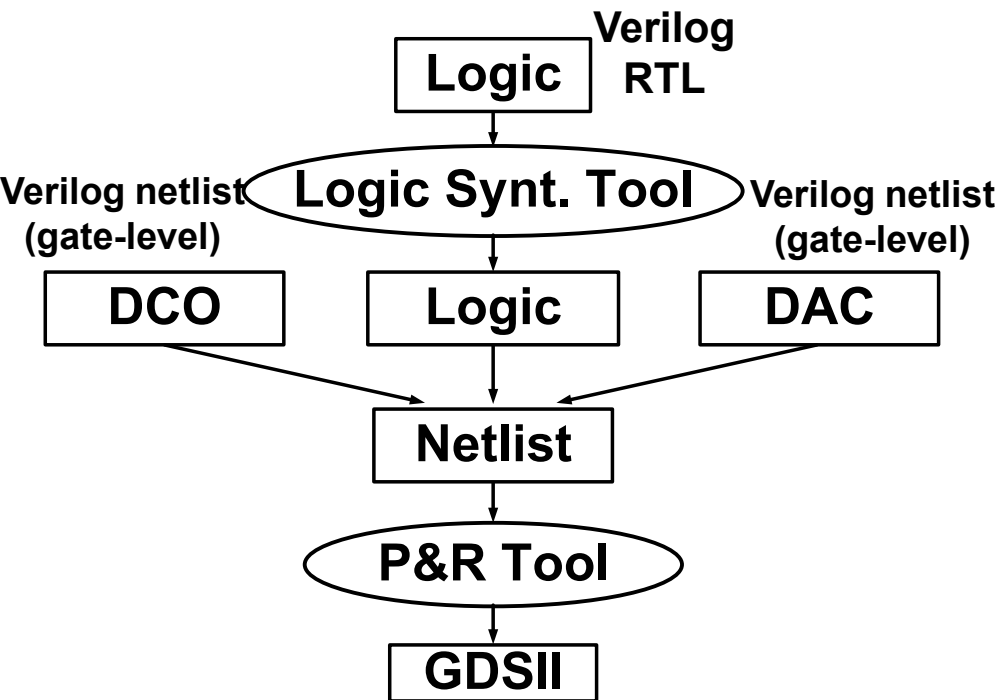 Verilog
RTL
Logic
Logic Synt. Tool
Verilog netlist
(gate-level)
Verilog netlist
(gate-level)
DCO
Logic
DAC
Netlist
P&R Tool
GDSII